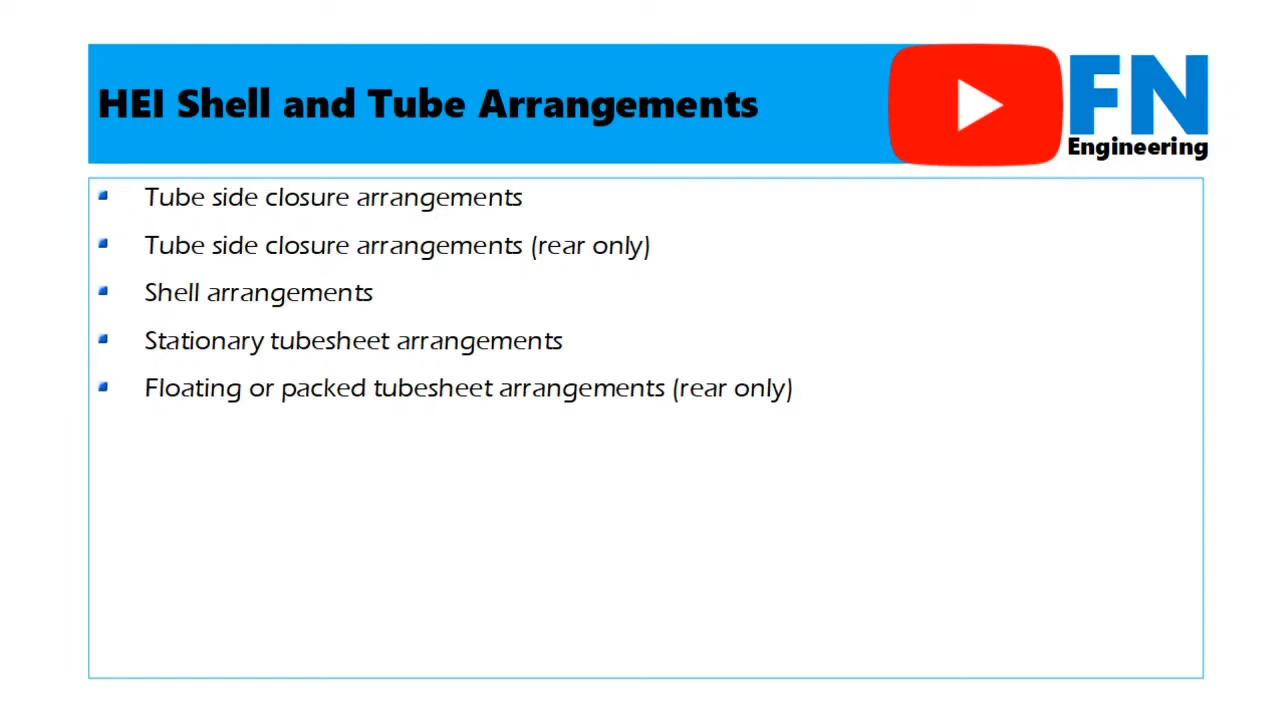 HEI Shell and Tube Arrangements
FN
Engineering
Tube side closure arrangements
Tube side closure arrangements (rear only)
Shell arrangements
Stationary tubesheet arrangements
Floating or packed tubesheet arrangements (rear only)